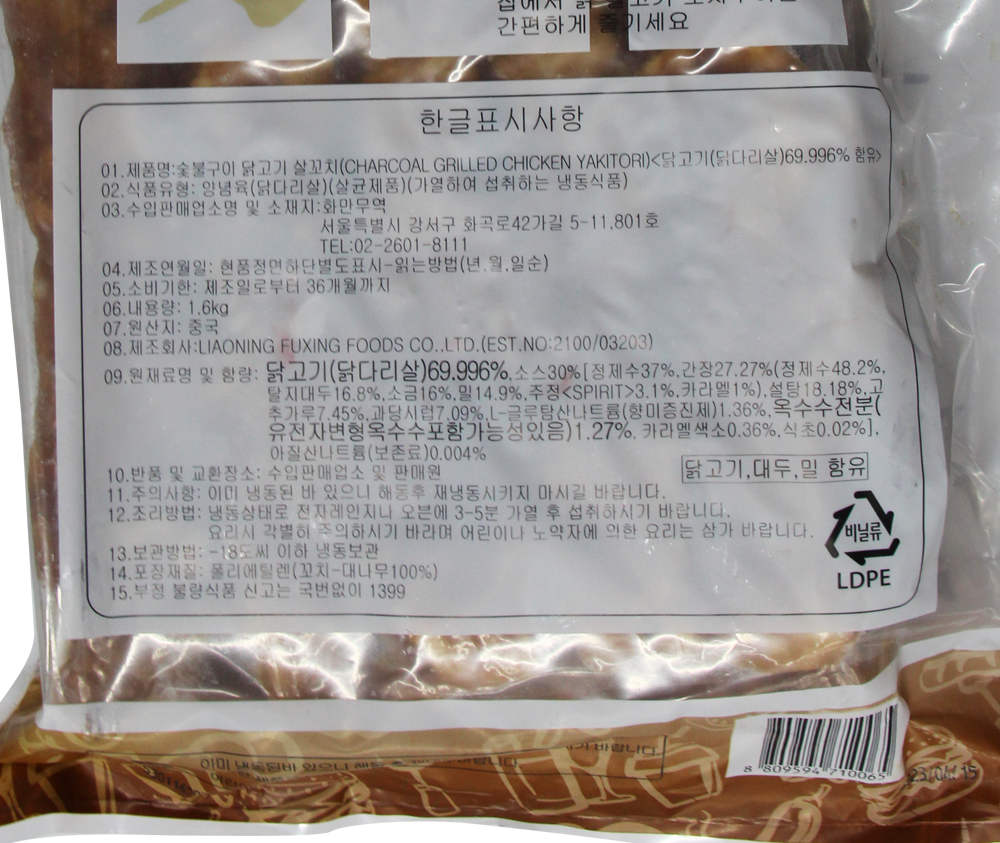 간편하게 즐기세요
한글표시사항
01.제품명:숯불구이 닭고기 살꼬치(CHARCOAL GRILLED CHICKEN YAKITORI)<닭고기(닭다리살)69.996% 함유>
02.식품유형: 양념육(닭다리살)(살균제품)(가열하여 섭취하는 냉동식품)
03.수입판매업소명 및 소재지:화만무역
서울특별시 강서구 화곡로42가길 5-11,801호
TEL:02-2601-8111
04.제조연월일: 현품정면하단별도표시-읽는방법(년,월,일순)
05.소비기한: 제조일로부터 36개월까지
06.내용량: 1.6kg
07.원산지: 중국
08.제조회사:LIAONING FUXING FOODS CO.,LTD.(EST.NO:2100/03203)
09.원재료명 및 함량: 닭고기(닭다리살)69.996%,소스30%[정제수37%,간장27.27%(정제수48.2%,
탈지대두16.8%,소금16%,밀14.9%,주정<SPIRIT>3.1%,카라멜1%),설탕18.18%,고
추가루7.45%,과당시럽7.09%,L-글루탐산나트륨(향미증진제)1.36%,옥수수전분(
유전자변형옥수수포함가능성있음)1.27%, 카라멜색소0.36%,식초0.02%],
아질산나트륨(보존료)0.004%
10.반품 및 교환장소: 수입판매업소 및 판매원
닭고기,대두,밀 함유
11.주의사항: 이미 냉동된 바 있으니 해동후 재냉동시키지 마시길 바랍니다.
12.조리방법: 냉동상태로 전자레인지나 오븐에 3-5분 가열 후 섭취하시기 바랍니다.
요리시 각별히 주의하시기 바라며 어린이나 노약자에 의한 요리는 삼가 바랍니다.
13.보관방법: -18도씨 이하 냉동보관
14.포장재질: 폴리에틸렌(꼬치-대나무100%)
15.부정 불량식품 신고는 국번없이 1399
비닐류
LDPE
이미 냉동된바 있으니 해동
바랍니다.
8 809594 710065
23.04.15